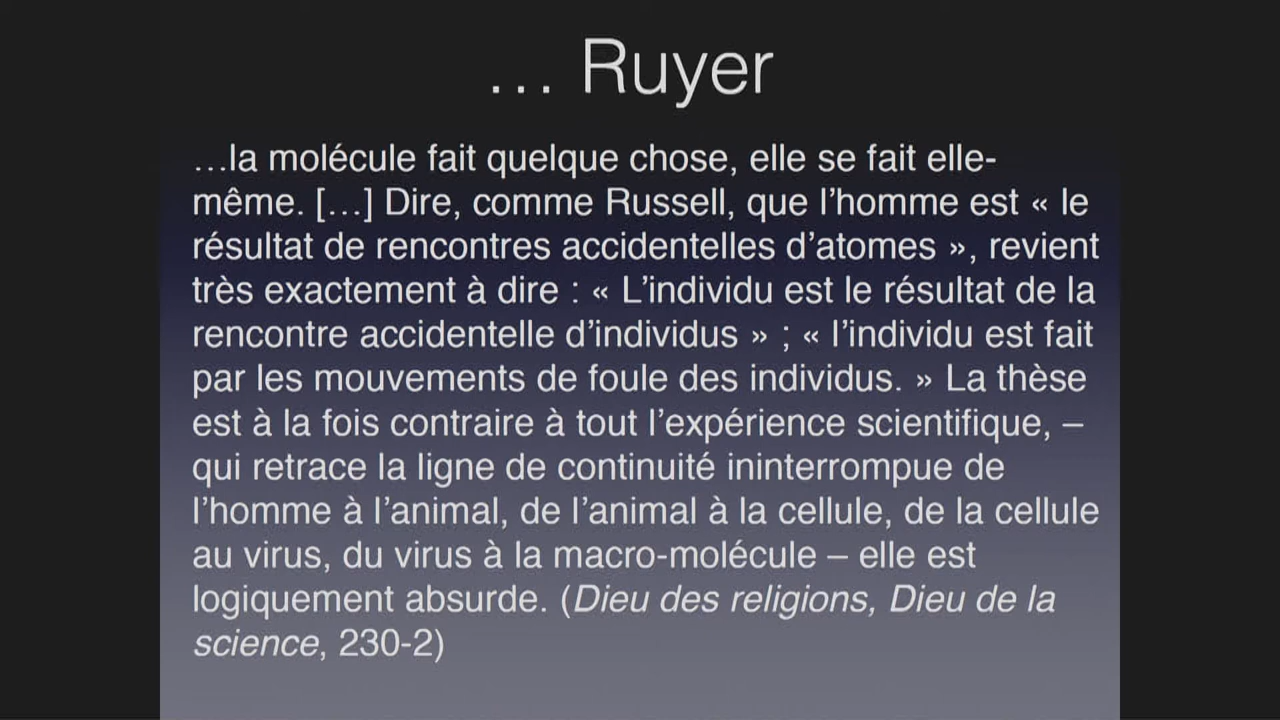 … Ruyer
…la molécule fait quelque chose, elle se fait elle-
même. […] Dire, comme Russell, que l’homme est « le
résultat de rencontres accidentelles d’atomes », revient
très exactement à dire : « L’individu est le résultat de la
rencontre accidentelle d’individus » ; « l’individu est fait
par les mouvements de foule des individus. » La thèse
est à la fois contraire à tout l’expérience scientifique, –
qui retrace la ligne de continuité ininterrompue de
l’homme à l’animal, de l’animal à la cellule, de la cellule
au virus, du virus à la macro-molécule – elle est
logiquement absurde. (Dieu des religions, Dieu de la
science, 230-2)